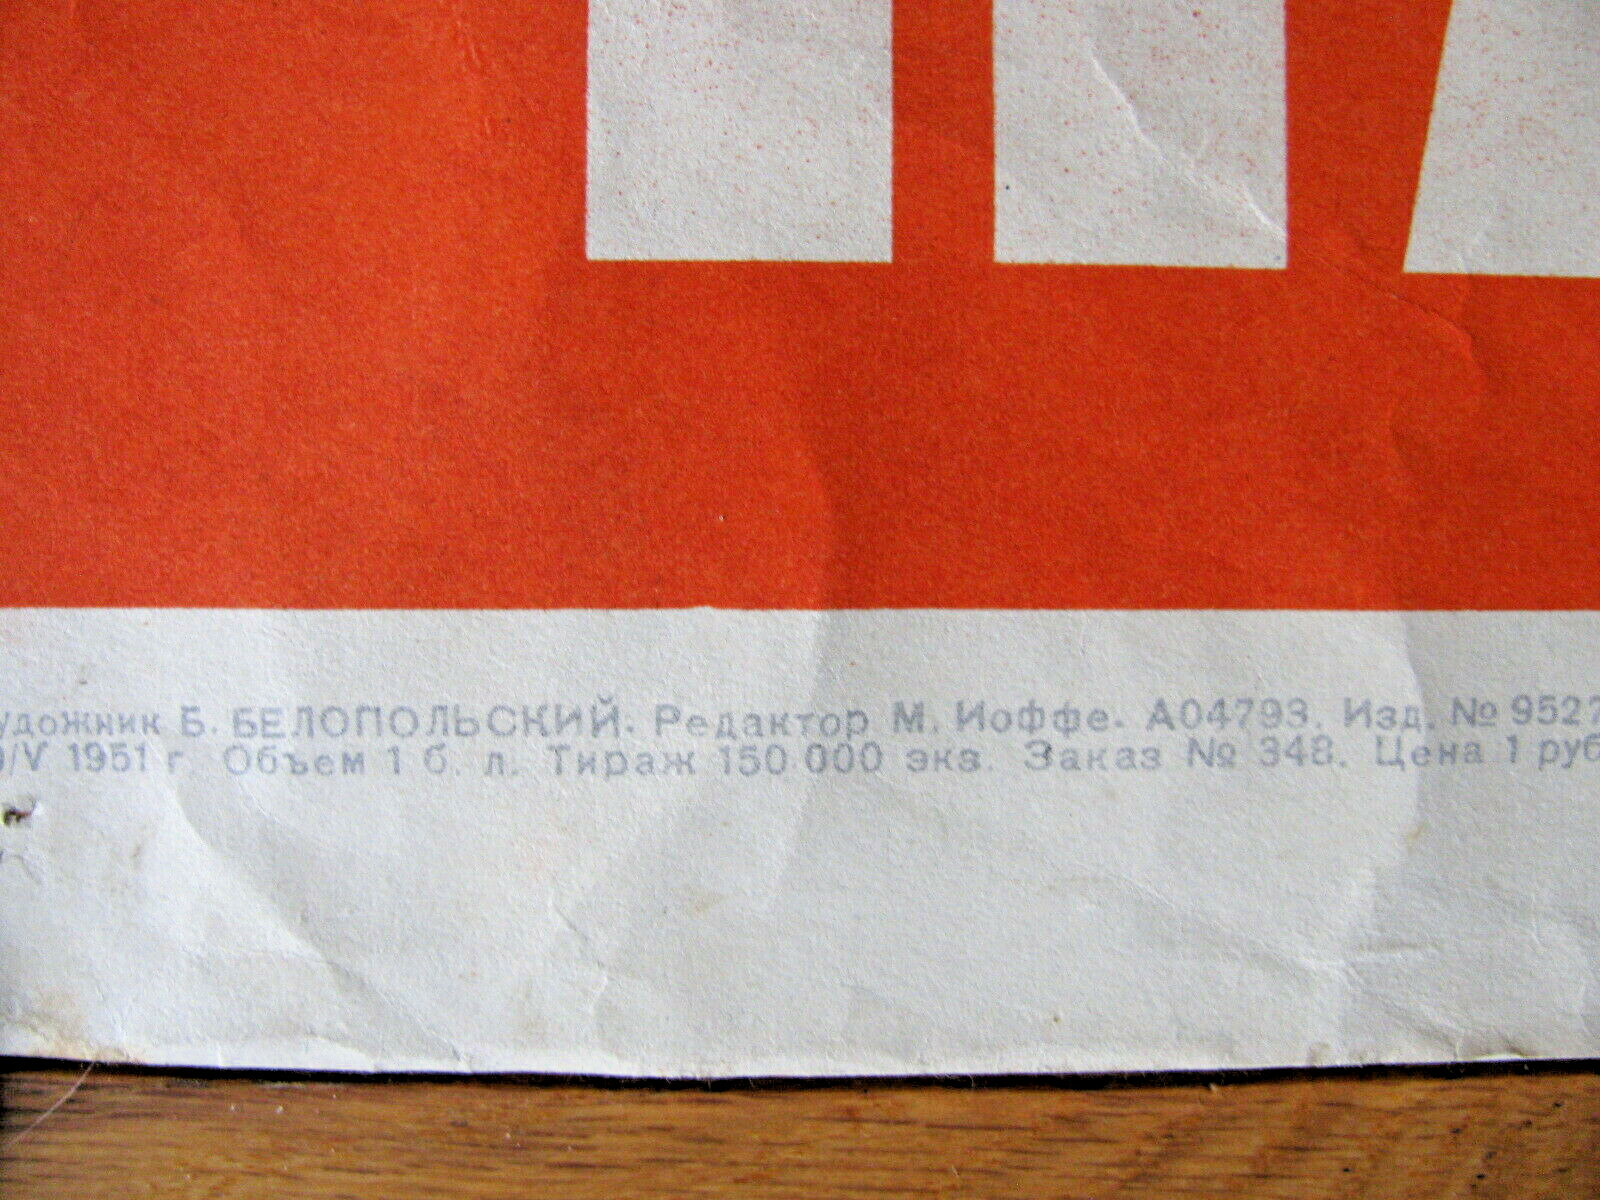 удожник Б. БЕЛОПОЛЬСКИЙ. Редактор М. Иоффе. А04793. Изд. № 9527
/V 1951 г. Объем 1 б. л. Тираж 150 000 экз. Заказ № 348. Цена 1 руб